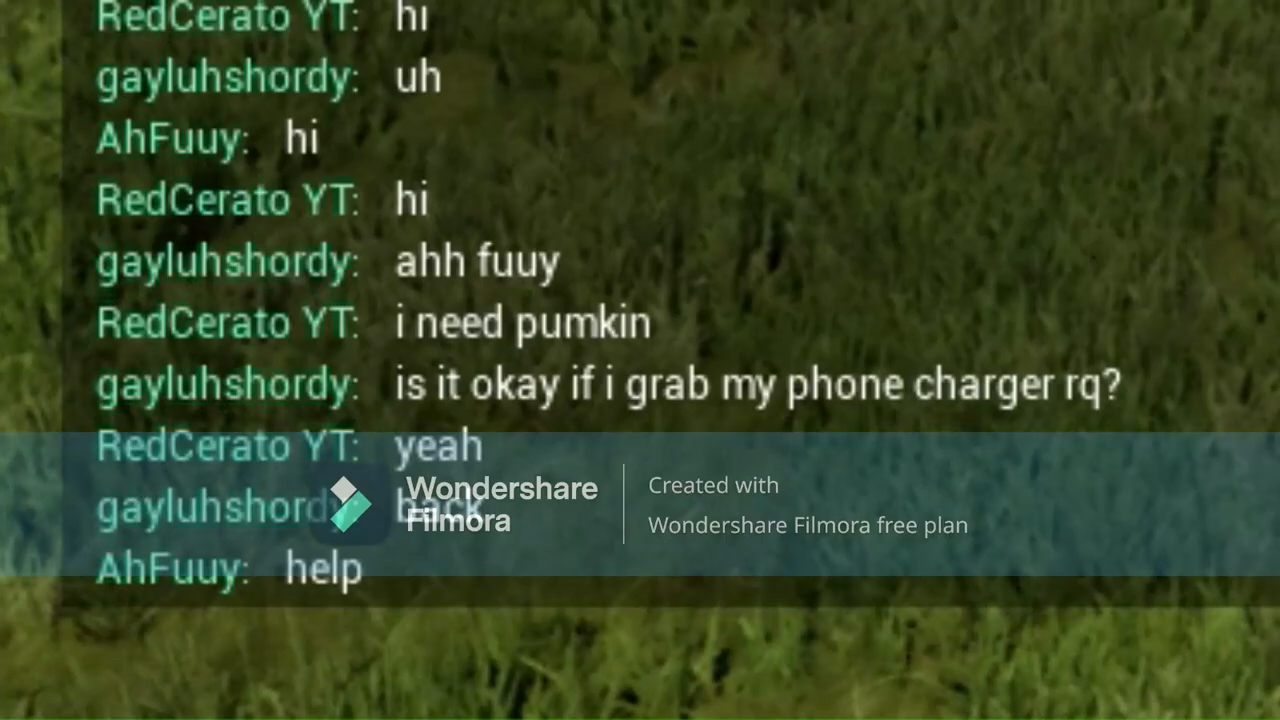 RedCerato YT: hi
gayluhshordy: uh
AhFuuy: hi
RedCerato YT: hi
gayluhshordy: ahh fuuy
RedCerato YT: i need pumkin
gayluhshordy: is it okay if i grab my phone charger rq?
RedCerato YT: yeah
gayluhshordy: back
AhFuuy: help
Wondershare
Filmora
Created with
Wondershare Filmora free plan